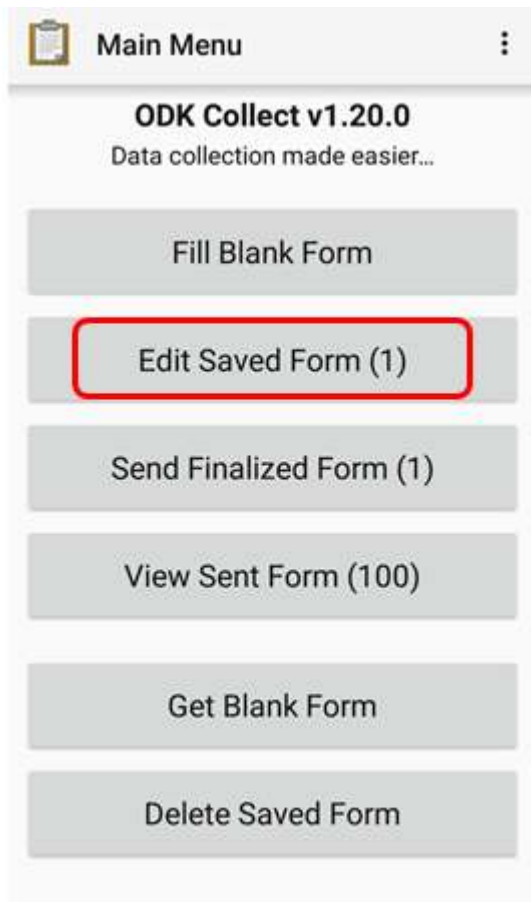 Main Menu
ODK Collect v1.20.0
Data collection made easier...
Fill Blank Form
Edit Saved Form (1)
Send Finalized Form (1)
View Sent Form (100)
Get Blank Form
Delete Saved Form